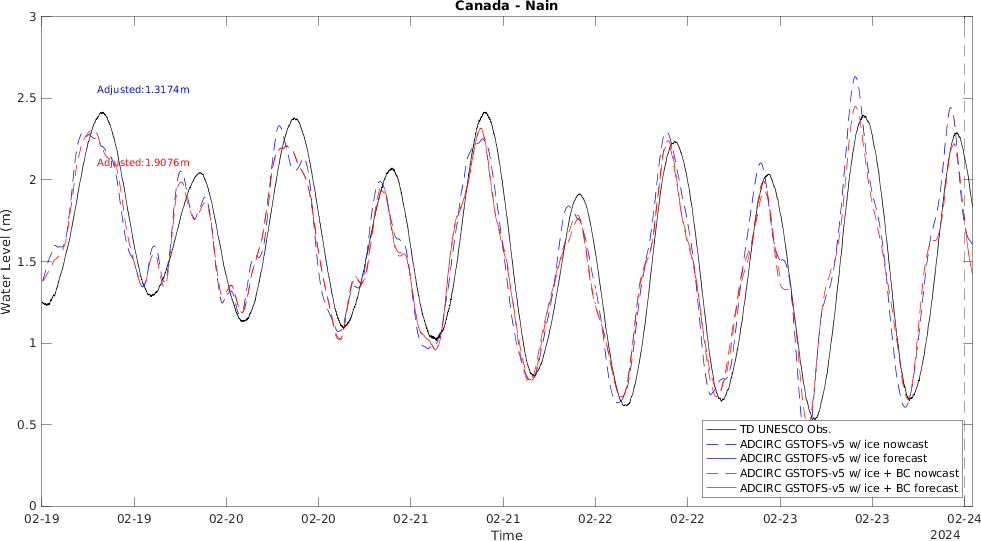 Canada - Nain
3
2.5
2
1.5
1
0.5
0
Water Level (m)
Adjusted:1.3174m
Adjusted:1.9076m
TD UNESCO Obs.
ADCIRC GSTOFS-v5 w/ ice nowcast
ADCIRC GSTOFS-v5 w/ ice forecast
ADCIRC GSTOFS-v5 w/ ice + BC nowcast
ADCIRC GSTOFS-v5 w/ ice + BC forecast
02-19 02-19 02-20 02-20 02-21 02-21 02-22 02-22 02-23 02-23 02-24
Time
2024